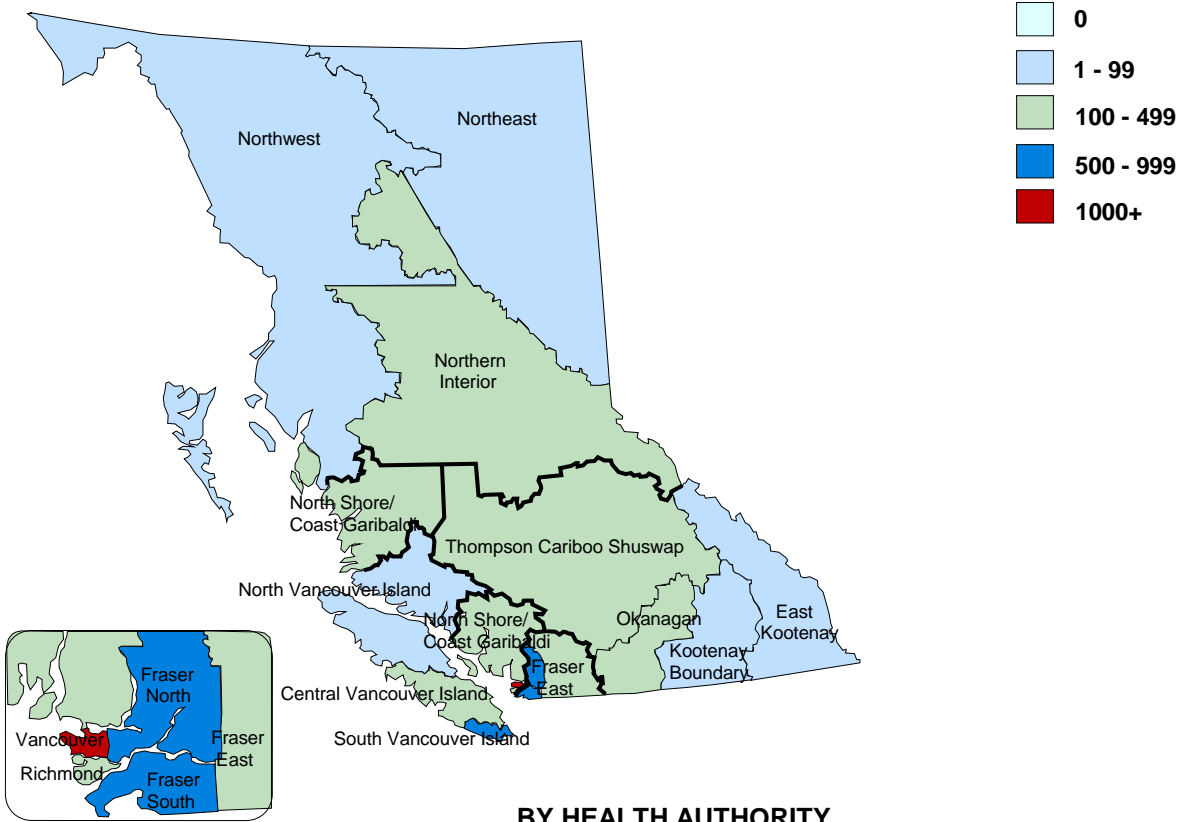 0
1 - 99
100 - 499
500 - 999
1000+
Northwest
Northeast
Northern
Interior
North Shore/
Coast Garibaldi
Thompson Cariboo Shuswap
North Vancouver Island
North Shore/
Coast Garibaldi
Okanagan
East
Kootenay
Kootenay
Boundary
Fraser
East
Central Vancouver Island
South Vancouver Island
Fraser
North
Vancouver
Fraser
East
Richmond
Fraser
South
BY HEALTH AUTHORITY